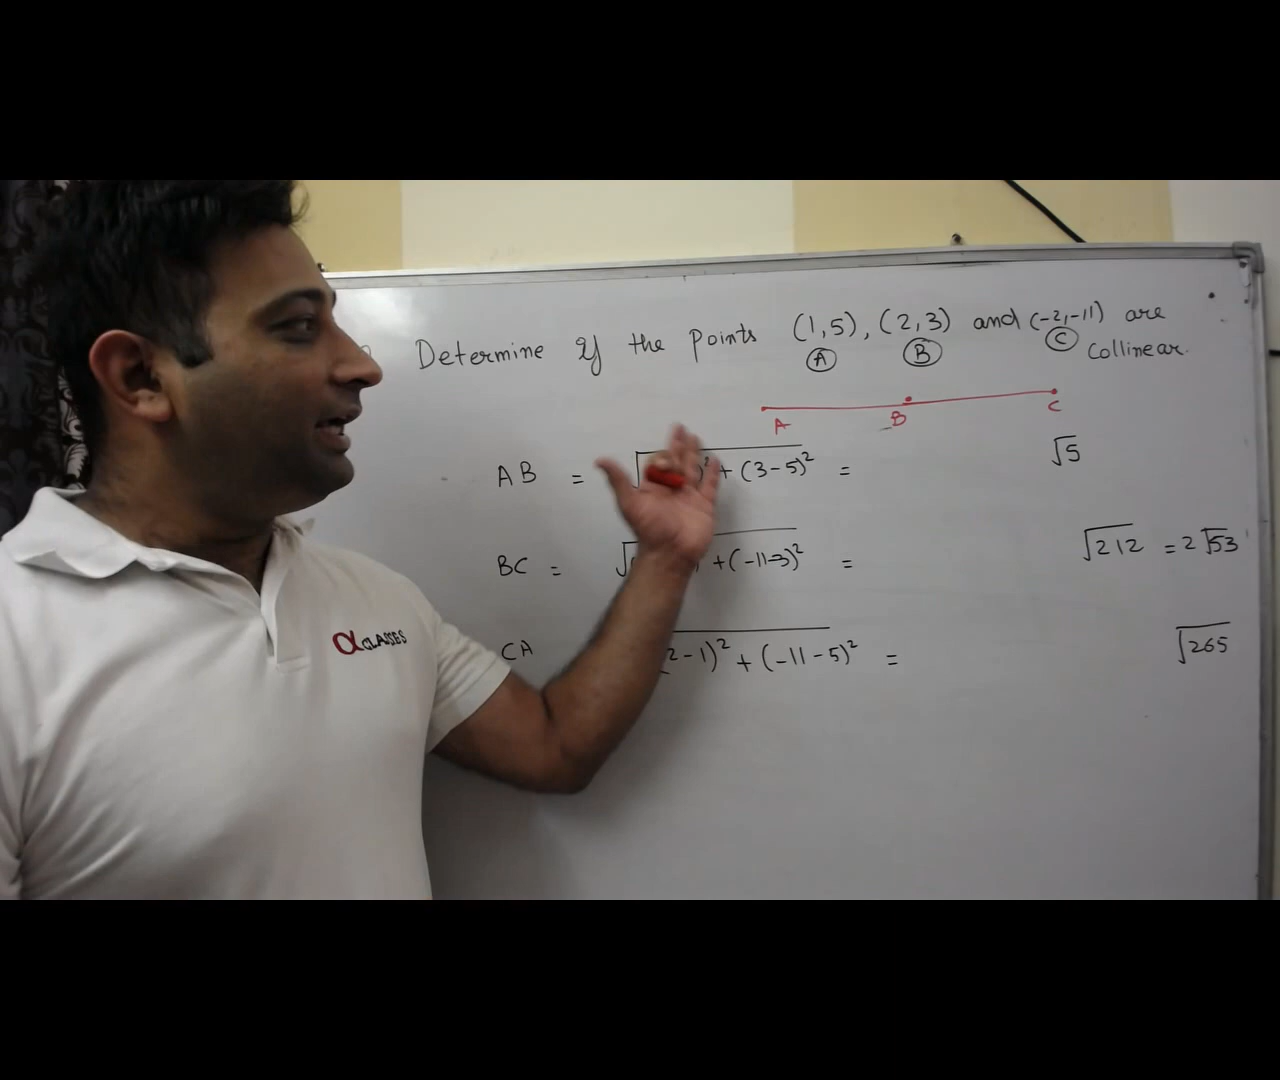 Determine if the points (1,5), (2,3) and (-2,-11) are
A B C collinear.
A B C
AB = √ )² + (3-5)² = √5
BC = √ + (-11-3)² = √212 = 2√53
CA 2-1)² + (-11-5)² = √265
αCLASSES